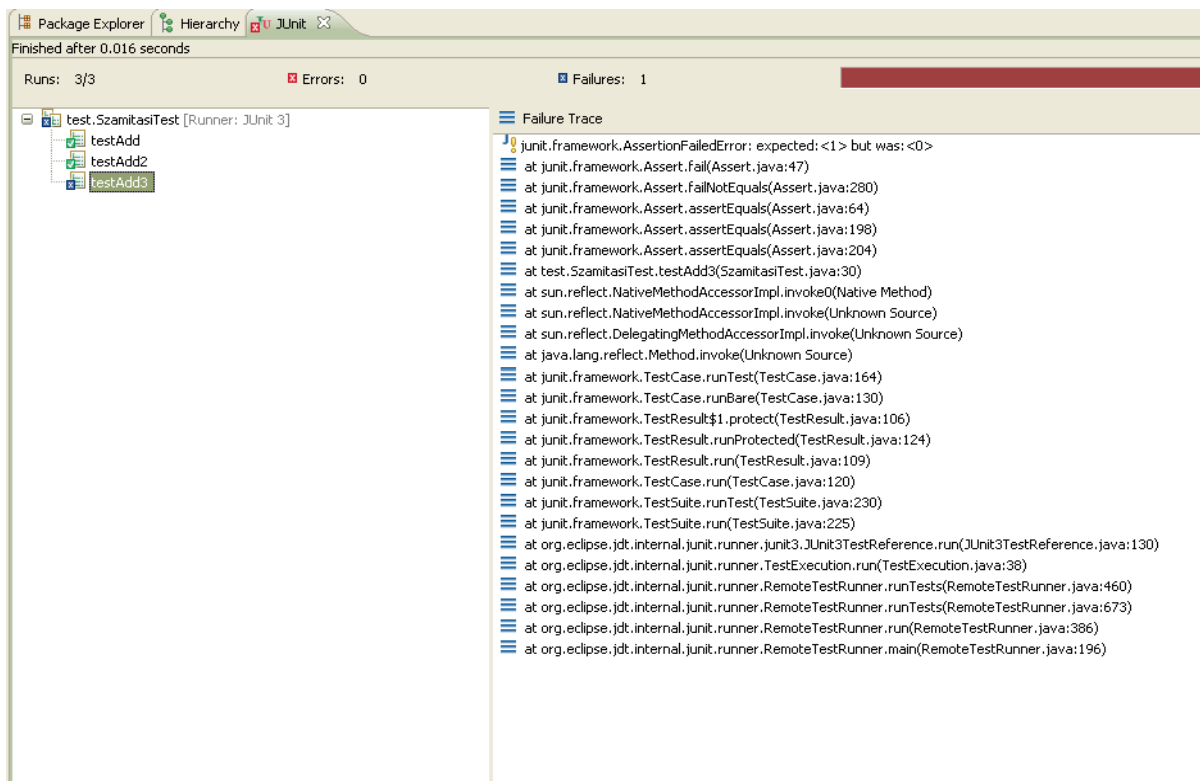 Package Explorer Hierarchy JUnit
Finished after 0.016 seconds
Runs: 3/3 Errors: 0 Failures: 1
test.SzamitasiTest [Runner: JUnit 3]
testAdd
testAdd2
testAdd3
Failure Trace
junit.framework.AssertionFailedError: expected:<1> but was:<0>
at junit.framework.Assert.fail(Assert.java:47)
at junit.framework.Assert.failNotEquals(Assert.java:280)
at junit.framework.Assert.assertEquals(Assert.java:64)
at junit.framework.Assert.assertEquals(Assert.java:198)
at junit.framework.Assert.assertEquals(Assert.java:204)
at test.SzamitasiTest.testAdd3(SzamitasiTest.java:30)
at sun.reflect.NativeMethodAccessorImpl.invoke0(Native Method)
at sun.reflect.NativeMethodAccessorImpl.invoke(Unknown Source)
at sun.reflect.DelegatingMethodAccessorImpl.invoke(Unknown Source)
at java.lang.reflect.Method.invoke(Unknown Source)
at junit.framework.TestCase.runTest(TestCase.java:164)
at junit.framework.TestCase.runBare(TestCase.java:130)
at junit.framework.TestResult$1.protect(TestResult.java:106)
at junit.framework.TestResult.runProtected(TestResult.java:124)
at junit.framework.TestResult.run(TestResult.java:109)
at junit.framework.TestCase.run(TestCase.java:120)
at junit.framework.TestSuite.runTest(TestSuite.java:230)
at junit.framework.TestSuite.run(TestSuite.java:225)
at org.eclipse.jdt.internal.junit.runner.junit3.JUnit3TestReference.run(JUnit3TestReference.java:130)
at org.eclipse.jdt.internal.junit.runner.TestExecution.run(TestExecution.java:38)
at org.eclipse.jdt.internal.junit.runner.RemoteTestRunner.runTests(RemoteTestRunner.java:460)
at org.eclipse.jdt.internal.junit.runner.RemoteTestRunner.runTests(RemoteTestRunner.java:673)
at org.eclipse.jdt.internal.junit.runner.RemoteTestRunner.run(RemoteTestRunner.java:386)
at org.eclipse.jdt.internal.junit.runner.RemoteTestRunner.main(RemoteTestRunner.java:196)